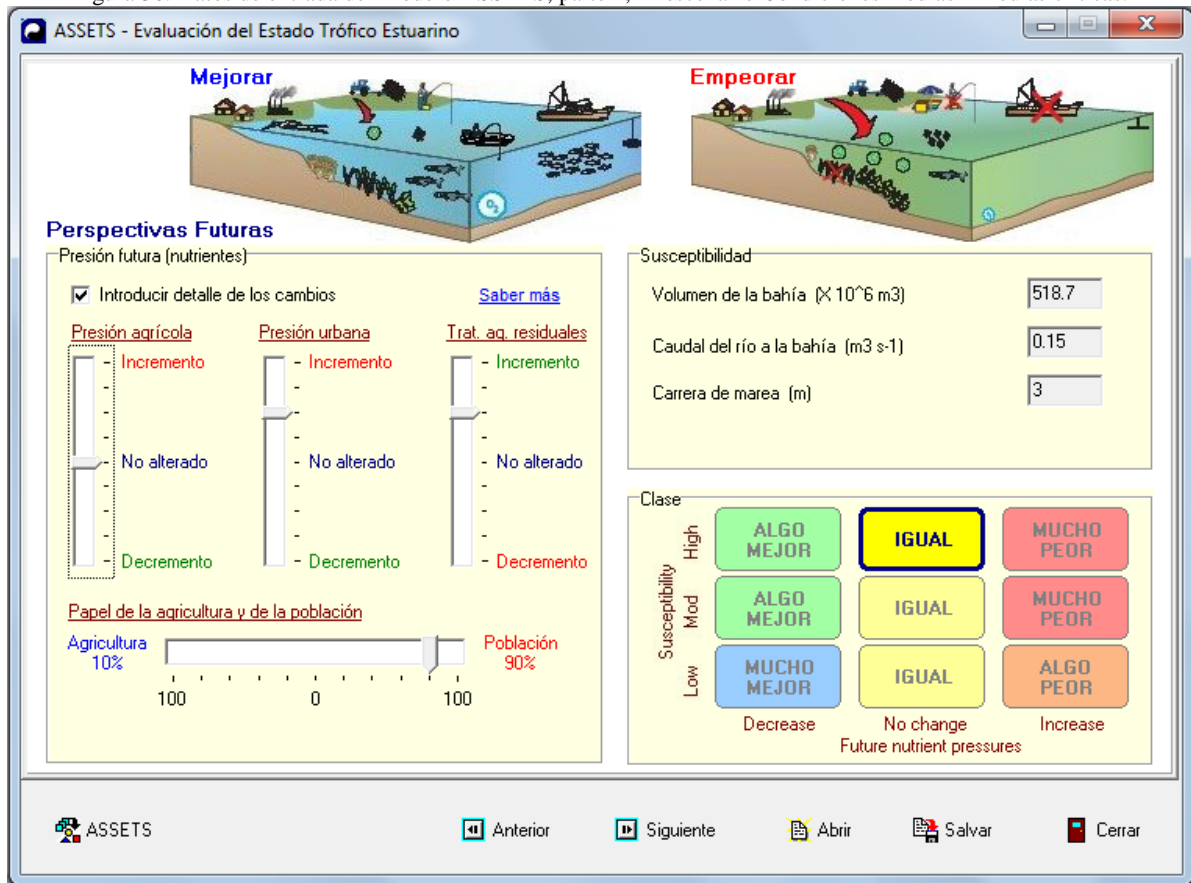 ASSETS - Evaluación del Estado Trófico Estuarino
Mejorar
Empeorar
O2
Perspectivas Futuras
Presión futura (nutrientes)
Introducir detalle de los cambios
Saber más
Presión agrícola
Presión urbana
Trat. ag. residuales
- Incremento
- Incremento
- Incremento
- No alterado
- No alterado
- No alterado
- Decremento
- Decremento
- Decremento
Papel de la agricultura y de la población
Agricultura
10%
Población
90%
100 0 100
Susceptibilidad
Volumen de la bahía (X 10^6 m3) 518.7
Caudal del río a la bahía (m3 s-1) 0.15
Carrera de marea (m) 3
Clase
Susceptibility
High
ALGO MEJOR
IGUAL
MUCHO PEOR
Mod
ALGO MEJOR
IGUAL
MUCHO PEOR
Low
MUCHO MEJOR
IGUAL
ALGO PEOR
Decrease No change Increase
Future nutrient pressures
ASSETS Anterior Siguiente Abrir Salvar Cerrar